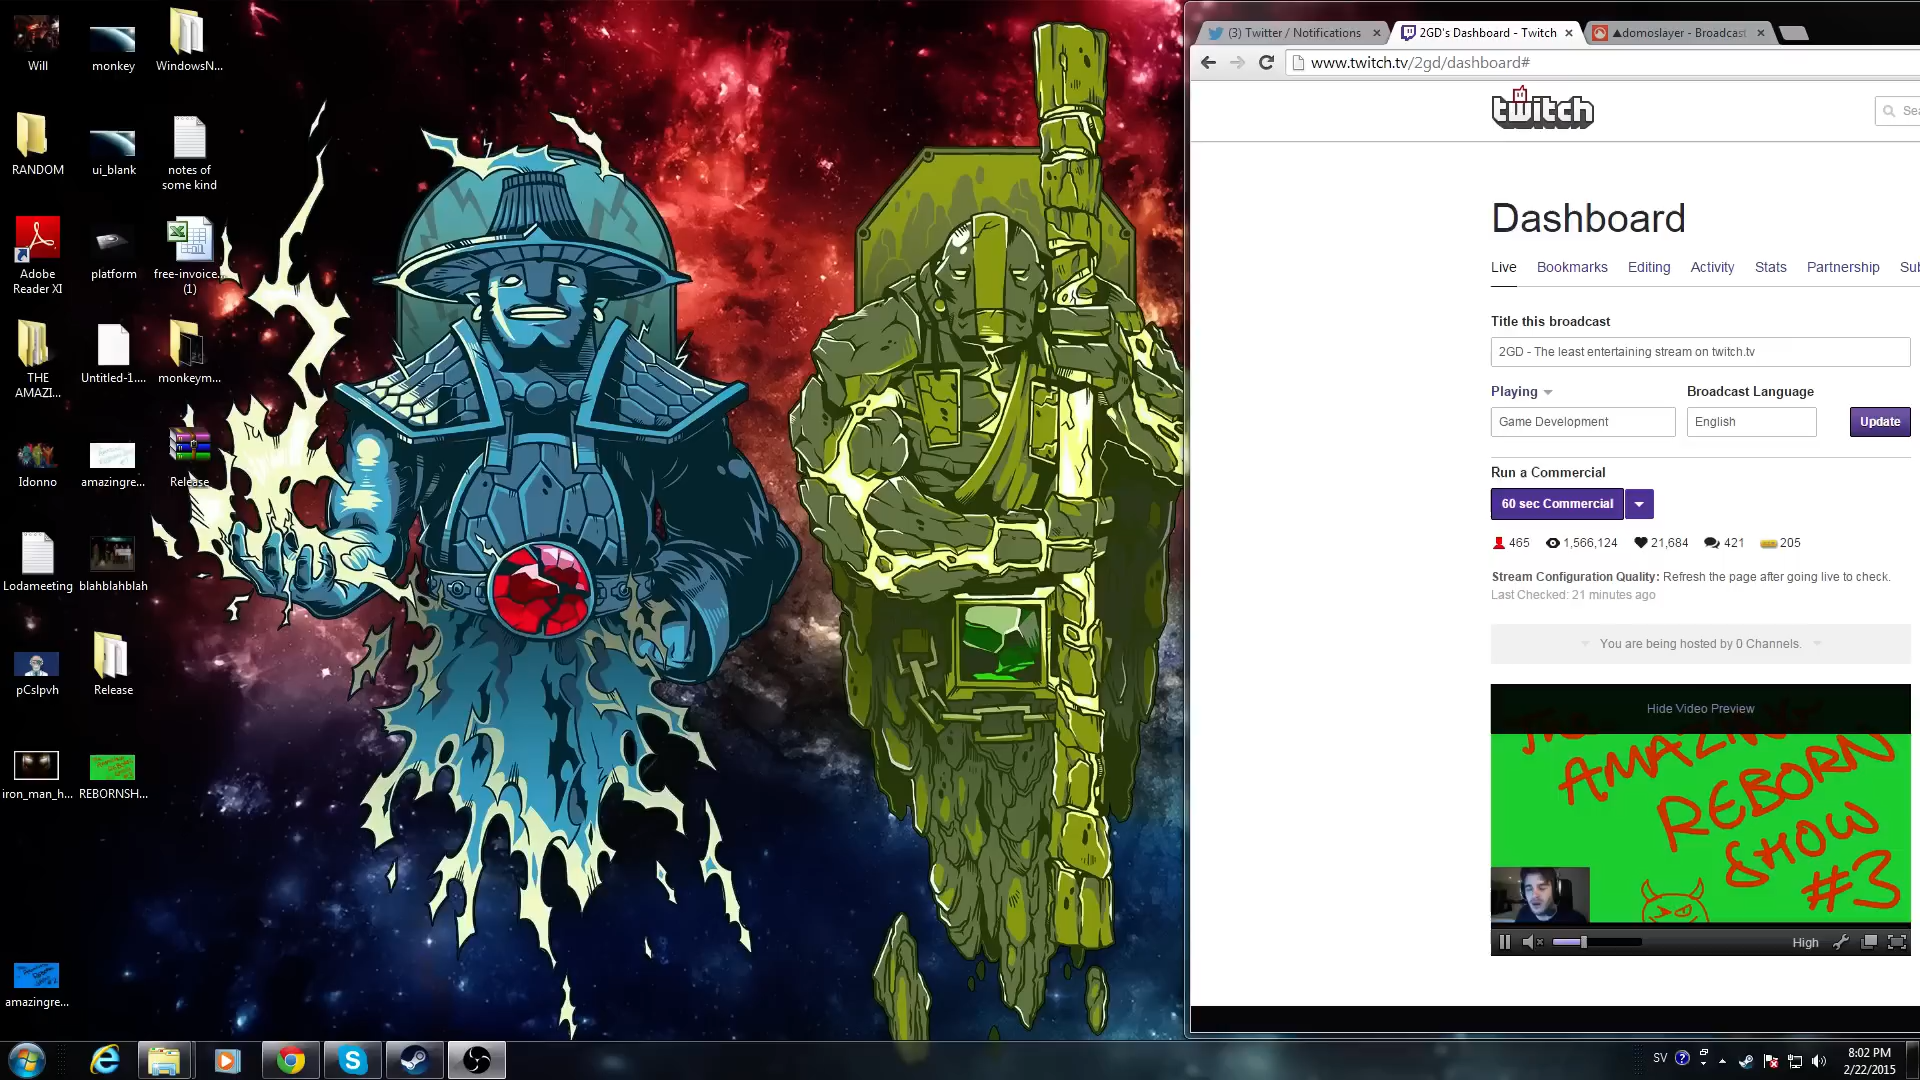 Will
monkey
WindowsN...
RANDOM
ui_blank
notes of
some kind
Adobe
Reader XI
platform
free-invoice...
(1)
THE
AMAZI...
Untitled-1....
monkeym...
Idonno
amazingre...
Release
Lodameeting
blahblahblah
pCsIpvh
Release
iron_man_h...
REBORNSH...
amazingre...
(3) Twitter / Notifications
2GD's Dashboard - Twitch
▲domoslayer - Broadcast
www.twitch.tv/2gd/dashboard#
twitch
Sea
Dashboard
Live
Bookmarks
Editing
Activity
Stats
Partnership
Sub
Title this broadcast
2GD - The least entertaining stream on twitch.tv
Playing
Broadcast Language
Game Development
English
Update
Run a Commercial
60 sec Commercial
465
1,566,124
21,684
421
205
Stream Configuration Quality: Refresh the page after going live to check.
Last Checked: 21 minutes ago
You are being hosted by 0 Channels.
Hide Video Preview
THE
AMAZING
REBORN
SHOW
#3
High
SV
8:02 PM
2/22/2015